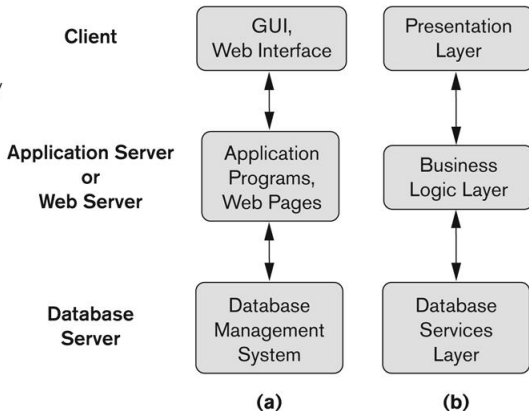 Client
GUI,
Web Interface
Presentation
Layer
Application Server
or
Web Server
Application
Programs,
Web Pages
Business
Logic Layer
Database
Server
Database
Management
System
Database
Services
Layer
(a)
(b)